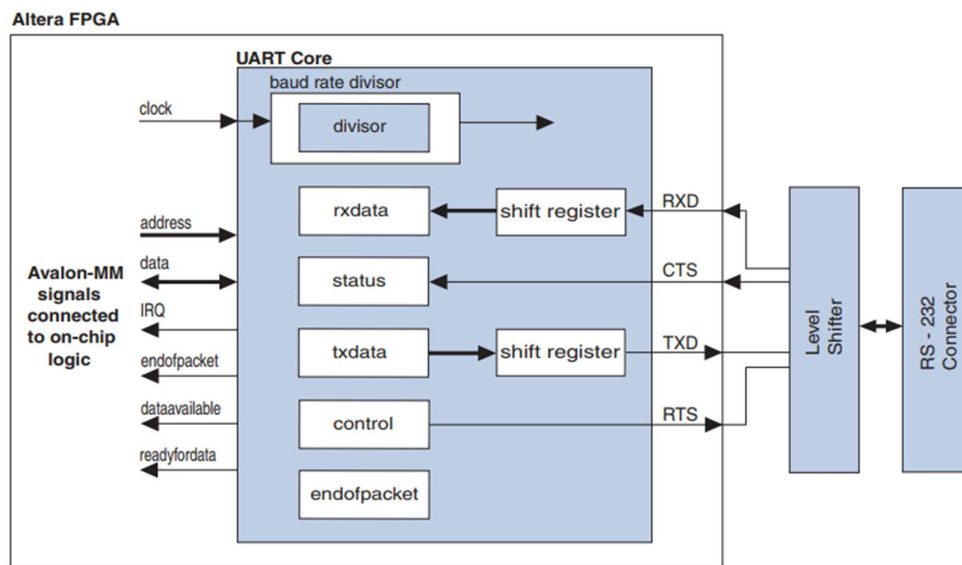 Altera FPGA
UART Core
baud rate divisor
clock
divisor
rxdata
shift register
RXD
address
data
Avalon-MM
signals
connected
to on-chip
logic
status
CTS
IRQ
txdata
shift register
TXD
endofpacket
dataavailable
control
RTS
readyfordata
endofpacket
Level
Shifter
RS - 232
Connector